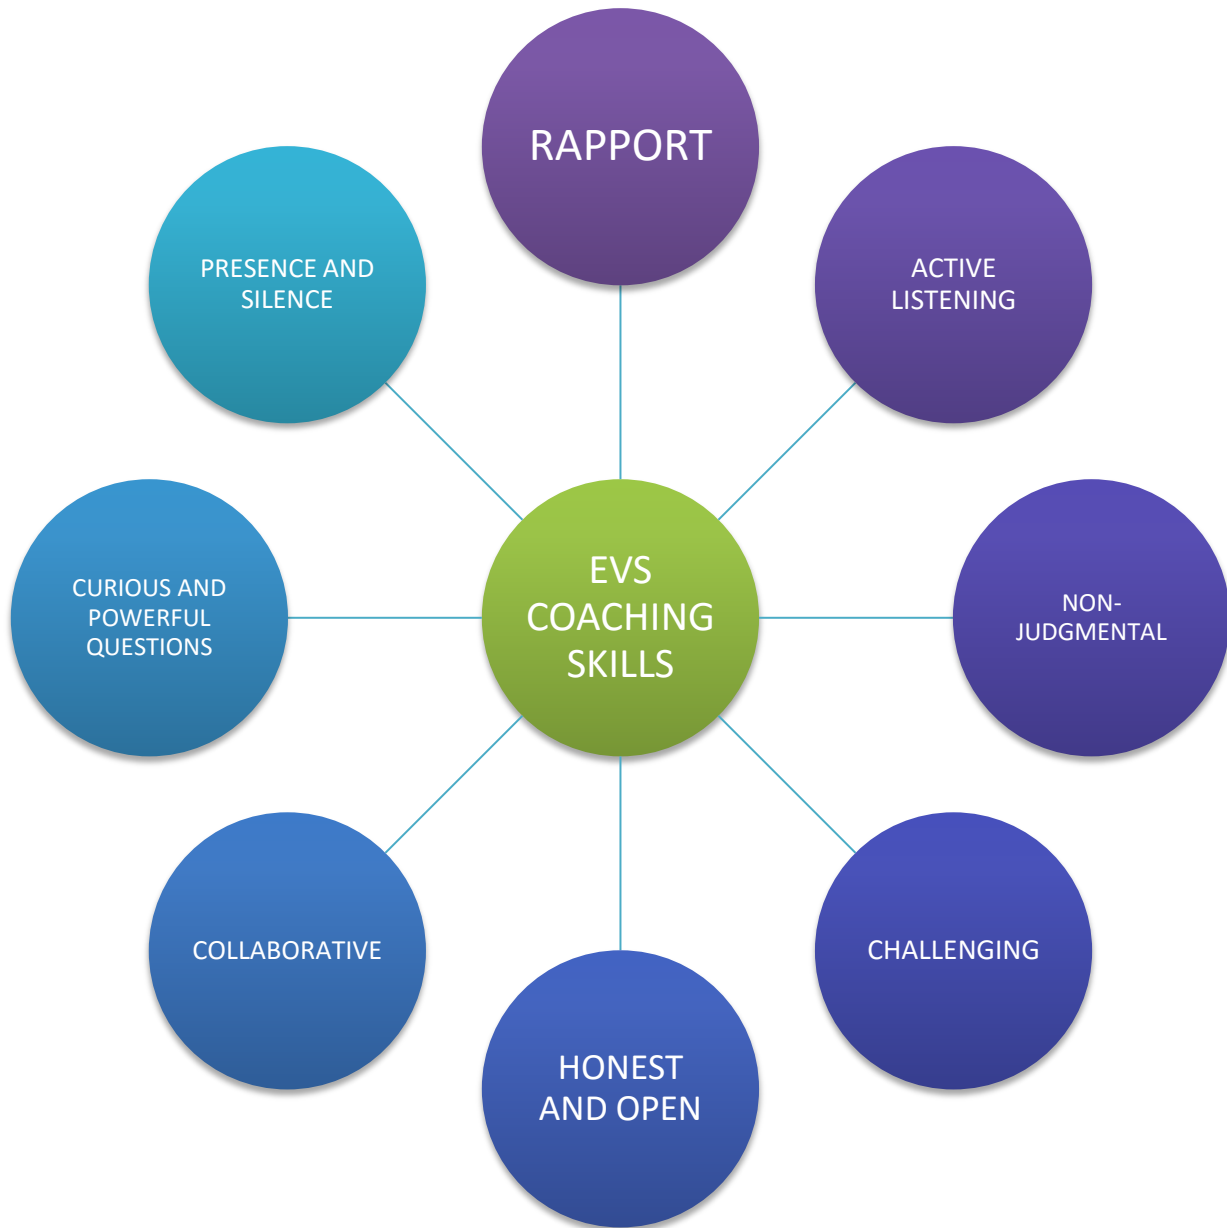 RAPPORT
ACTIVE
LISTENING
NON-
JUDGMENTAL
CHALLENGING
HONEST
AND OPEN
COLLABORATIVE
CURIOUS AND
POWERFUL
QUESTIONS
PRESENCE AND
SILENCE
EVS
COACHING
SKILLS